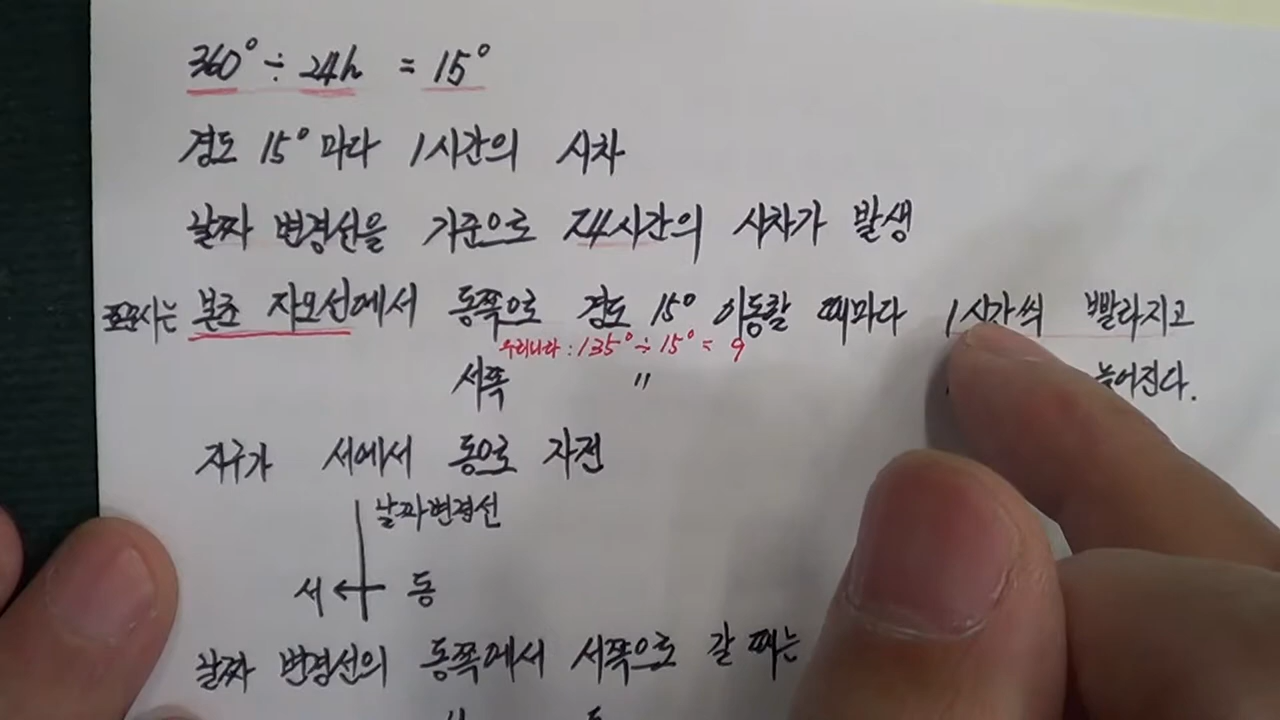 360° ÷ 24h = 15°
경도 15° 마다 1시간의 시차
날짜 변경선을 기준으로 24시간의 시차가 발생
표준시는 본초 자오선에서 동쪽으로 경도 15° 이동할 때마다 1시간씩 빨라지고
우리나라 : 135° ÷ 15° = 9
서쪽 〃 늦어진다.
지구가 서에서 동으로 자전
날짜변경선
서 ← 동
날짜 변경선의 동쪽에서 서쪽으로 갈 때는